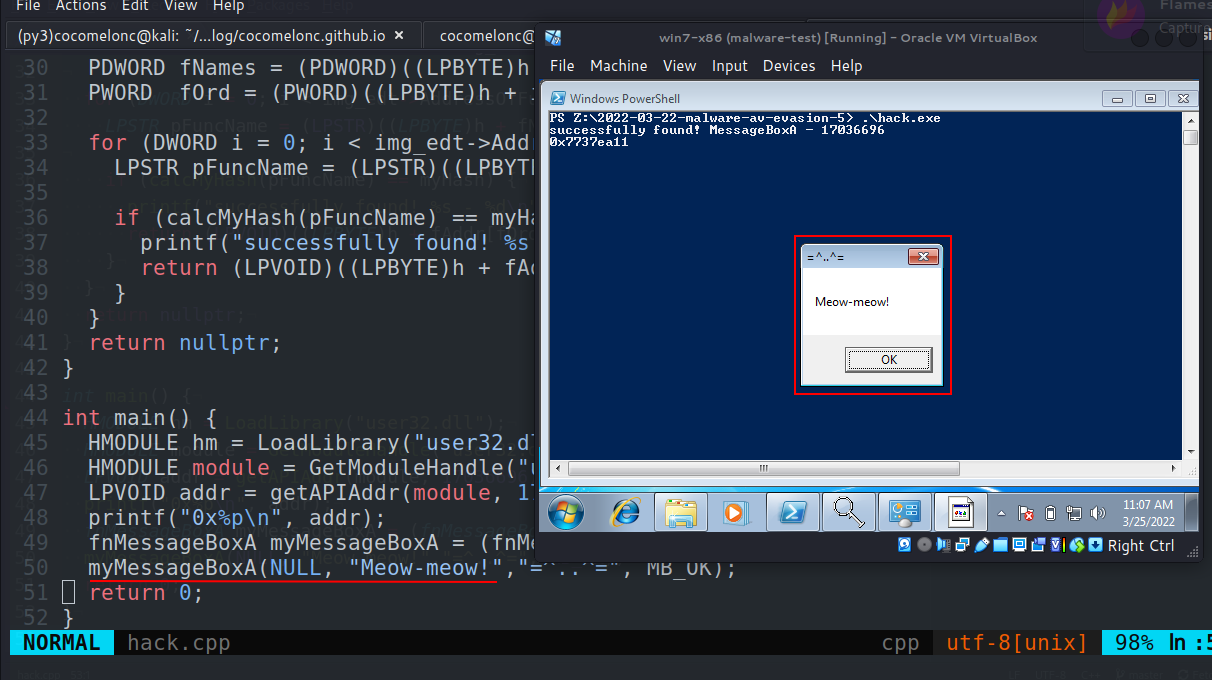 File Actions Edit View Help
(py3)cocomelonc@kali: ~/...log/cocomelonc.github.io ×
cocomelonc@
30 PDWORD fNames = (PDWORD)((LPBYTE)h
31 PWORD fOrd = (PWORD)((LPBYTE)h +
32
33 for (DWORD i = 0; i < img_edt->Add
34 LPSTR pFuncName = (LPSTR)((LPBYTE
35
36 if (calcMyHash(pFuncName) == myHa
37 printf("successfully found! %s
38 return (LPVOID)((LPBYTE)h + fAd
39 }
40 }
41 return nullptr;
42 }
43
44 int main() {
45 HMODULE hm = LoadLibrary("user32.dl
46 HMODULE module = GetModuleHandle("u
47 LPVOID addr = getAPIAddr(module, 17
48 printf("0x%p\n", addr);
49 fnMessageBoxA myMessageBoxA = (fnMe
50 myMessageBoxA(NULL, "Meow-meow!","=^..^=", MB_OK);
51 return 0;
52 }
NORMAL hack.cpp cpp utf-8[unix] 98% ln :5
win7-x86 (malware-test) [Running] - Oracle VM VirtualBox
File Machine View Input Devices Help
Windows PowerShell
PS Z:\2022-03-22-malware-av-evasion-5> .\hack.exe
successfully found! MessageBoxA - 17036696
0x7737ea11
=^..^=
Meow-meow!
OK
11:07 AM
3/25/2022
Right Ctrl
Flames
Captur